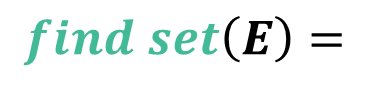 find set(E) =